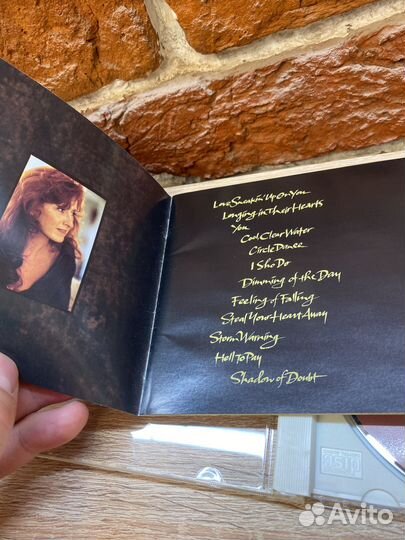 Love Sneakin' Up On You
Longing in Their Hearts
You
Cool Clear Water
Circle Dance
I Sho Do
Dimming of the Day
Feeling of Falling
Steal Your Heart Away
Storm Warning
Hell To Pay
Shadow of Doubt
Avito